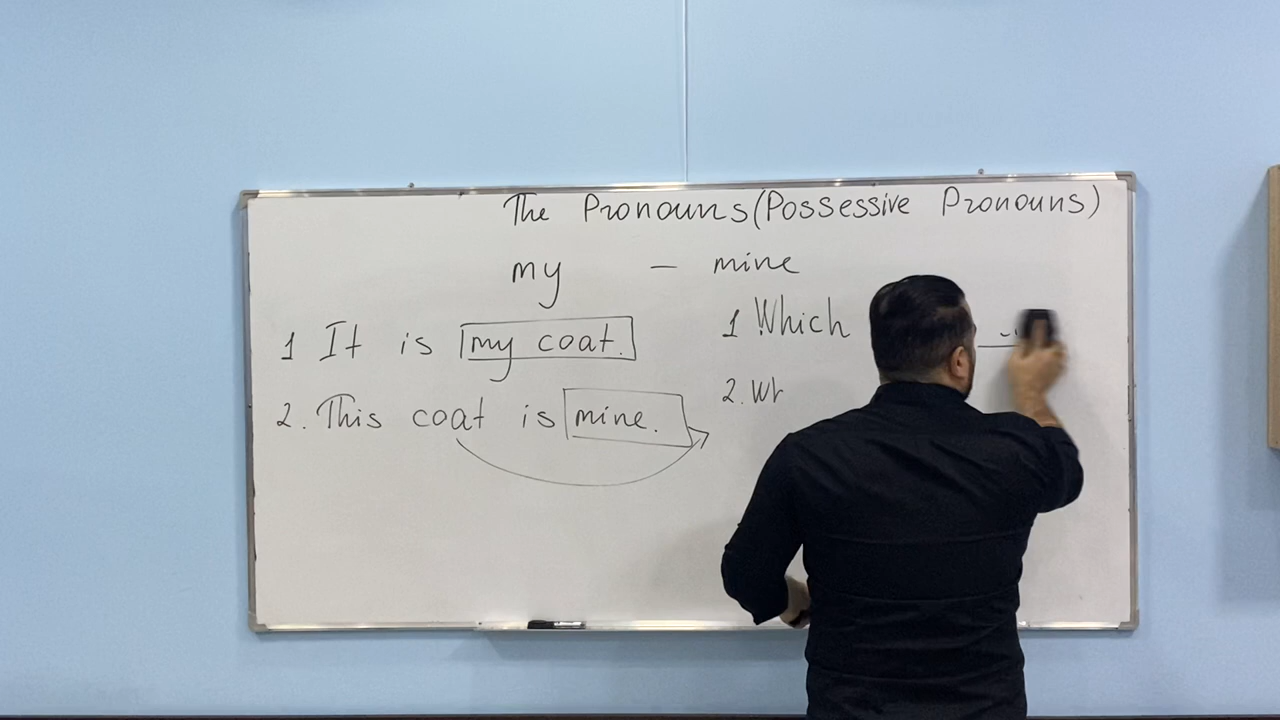 The Pronouns (Possessive Pronouns)
my – mine
1 It is my coat.
2. This coat is mine.
1 Which
2. Wh